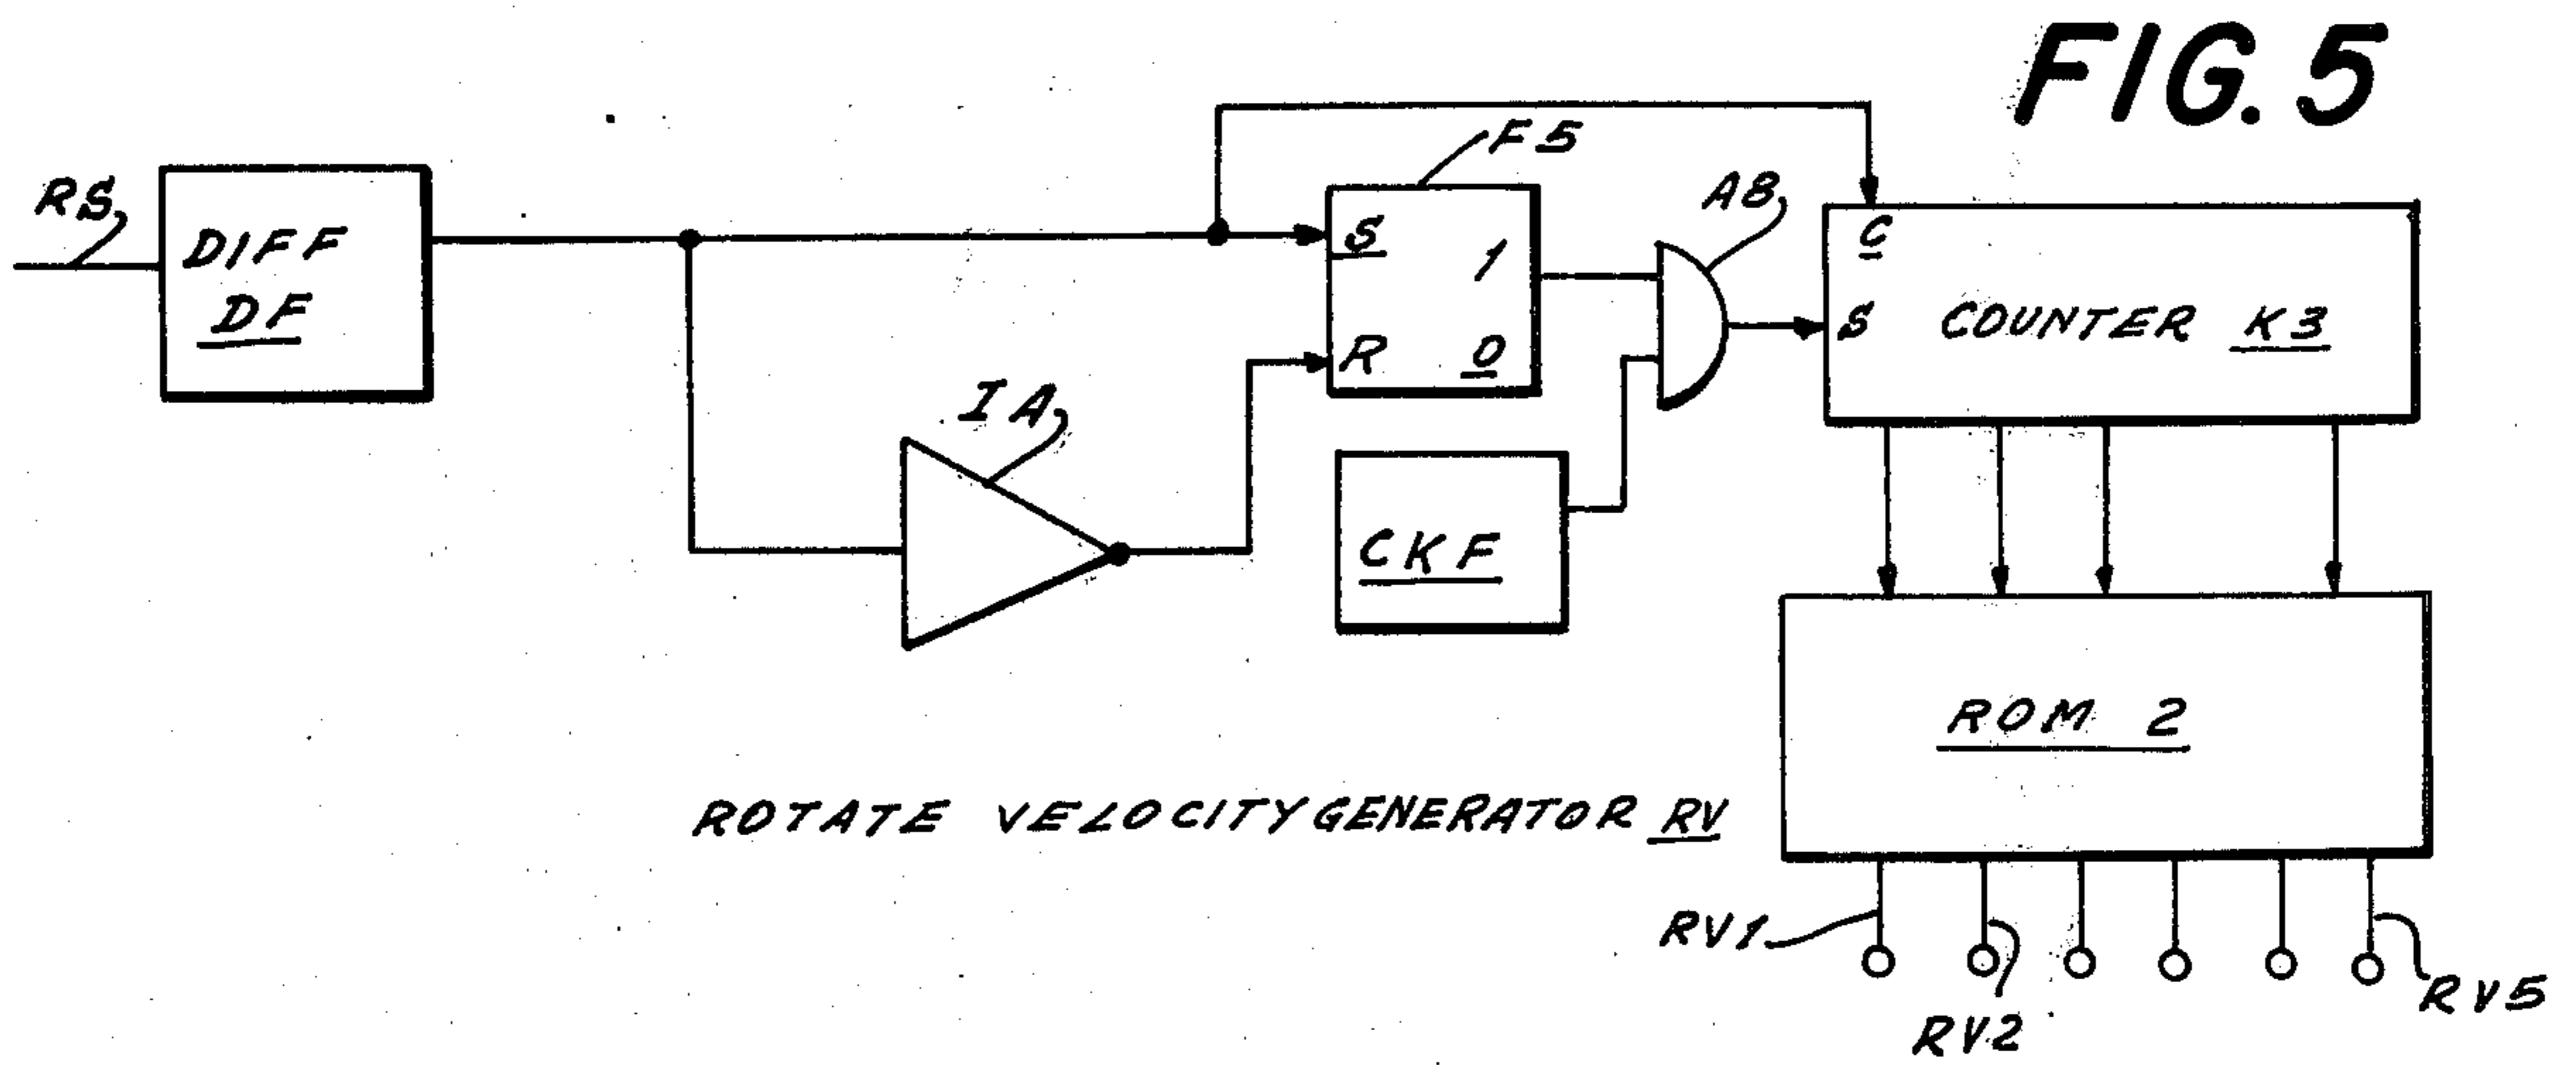 FIG. 5
RS
DIFF
DF
F5
S
1
R
0
A8
C
S
COUNTER K3
IA
CKF
ROM 2
ROTATE VELOCITY GENERATOR RV
RV1
RV2
RV5